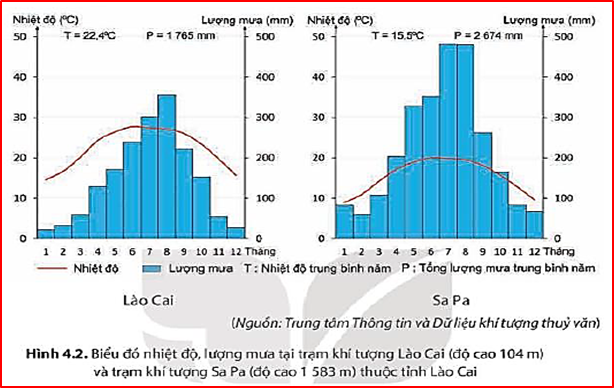 Nhiệt độ (ºC) Lượng mưa (mm)
T = 22,4ºC P = 1 765 mm
50 500
40 400
30 300
20 200
10 100
0 0
1 2 3 4 5 6 7 8 9 10 11 12 Tháng
Nhiệt độ (ºC) Lượng mưa (mm)
T = 15,5ºC P = 2 674 mm
50 500
40 400
30 300
20 200
10 100
0 0
1 2 3 4 5 6 7 8 9 10 11 12 Tháng
Nhiệt độ Lượng mưa T : Nhiệt độ trung bình năm P : Tổng lượng mưa trung bình năm
Lào Cai Sa Pa
(Nguồn: Trung tâm Thông tin và Dữ liệu khí tượng thuỷ văn)
Hình 4.2. Biểu đồ nhiệt độ, lượng mưa tại trạm khí tượng Lào Cai (độ cao 104 m)
và trạm khí tượng Sa Pa (độ cao 1 583 m) thuộc tỉnh Lào Cai